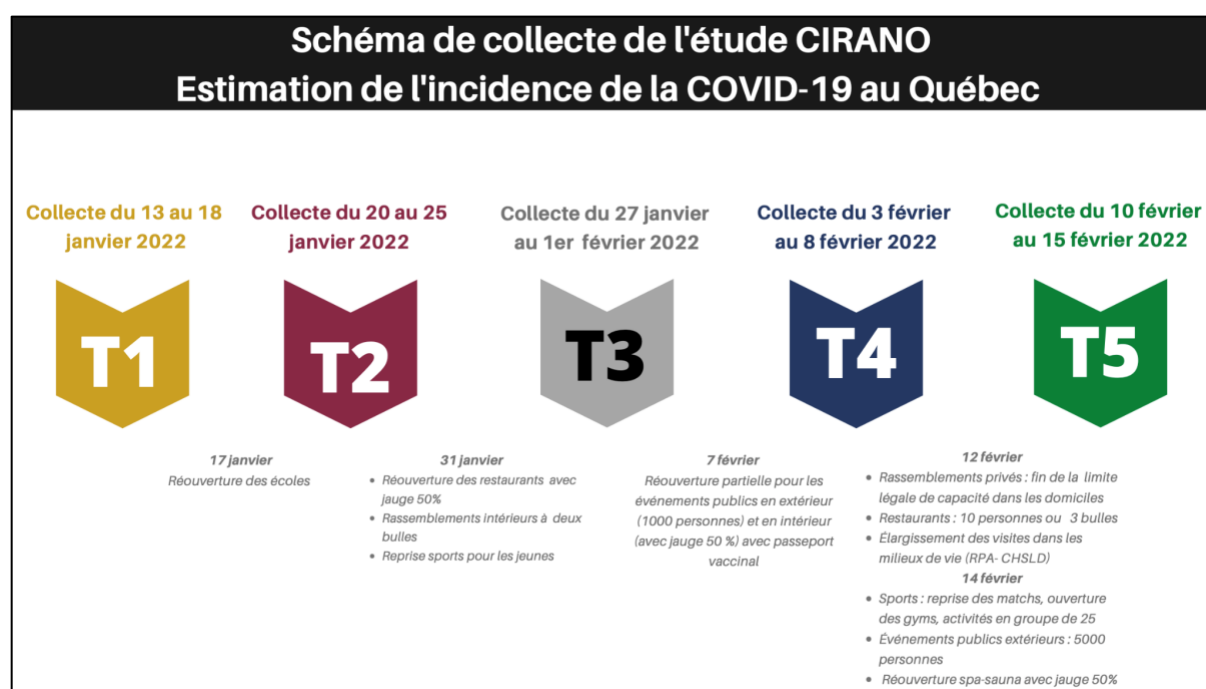 Schéma de collecte de l'étude CIRANO
Estimation de l'incidence de la COVID-19 au Québec
Collecte du 13 au 18
janvier 2022
Collecte du 20 au 25
janvier 2022
Collecte du 27 janvier
au 1er février 2022
Collecte du 3 février
au 8 février 2022
Collecte du 10 février
au 15 février 2022
T1
T2
T3
T4
T5
17 janvier
Réouverture des écoles
31 janvier
• Réouverture des restaurants avec
jauge 50%
• Rassemblements intérieurs à deux
bulles
• Reprise sports pour les jeunes
7 février
Réouverture partielle pour les
événements publics en extérieur
(1000 personnes) et en intérieur
(avec jauge 50 %) avec passeport
vaccinal
12 février
• Rassemblements privés : fin de la limite
légale de capacité dans les domiciles
• Restaurants : 10 personnes ou 3 bulles
• Élargissement des visites dans les
milieux de vie (RPA- CHSLD)
14 février
• Sports : reprise des matchs, ouverture
des gyms, activités en groupe de 25
• Événements publics extérieurs : 5000
personnes
• Réouverture spa-sauna avec jauge 50%